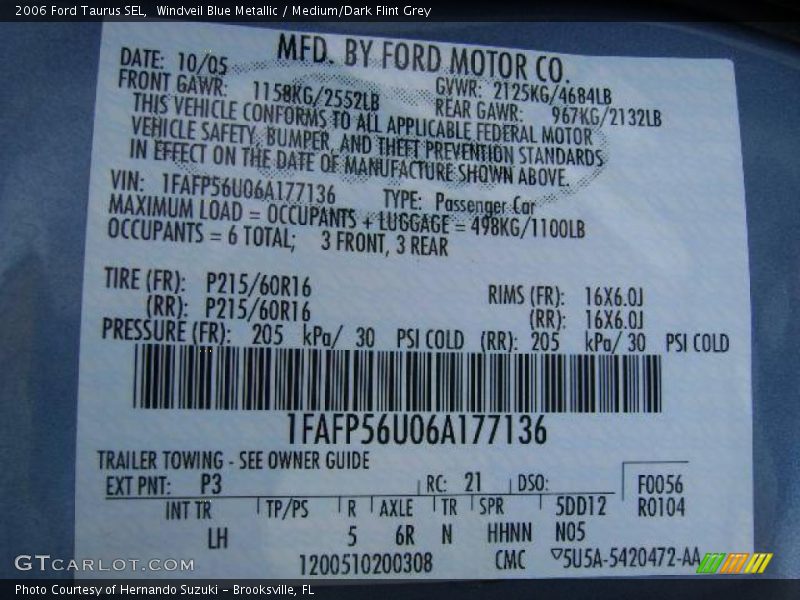 2006 Ford Taurus SEL, Windveil Blue Metallic / Medium/Dark Flint Grey
MFD. BY FORD MOTOR CO.
DATE: 10/05 GVWR: 2125KG/4684LB
FRONT GAWR: 1158KG/2552LB REAR GAWR: 967KG/2132LB
THIS VEHICLE CONFORMS TO ALL APPLICABLE FEDERAL MOTOR
VEHICLE SAFETY, BUMPER, AND THEFT PREVENTION STANDARDS
IN EFFECT ON THE DATE OF MANUFACTURE SHOWN ABOVE.
VIN: 1FAFP56U06A177136 TYPE: Passenger Car
MAXIMUM LOAD = OCCUPANTS + LUGGAGE = 498KG/1100LB
OCCUPANTS = 6 TOTAL; 3 FRONT, 3 REAR
TIRE (FR): P215/60R16 RIMS (FR): 16X6.0J
(RR): P215/60R16 (RR): 16X6.0J
PRESSURE (FR): 205 kPa/ 30 PSI COLD (RR): 205 kPa/ 30 PSI COLD
1FAFP56U06A177136
TRAILER TOWING - SEE OWNER GUIDE
EXT PNT: P3 RC: 21 DSO: F0056
INT TR TP/PS R AXLE TR SPR 5DD12 R0104
LH 5 6R N HHNN N05
1200510200308 CMC ▽5U5A-5420472-AA
GTCARLOT.COM
Photo Courtesy of Hernando Suzuki - Brooksville, FL